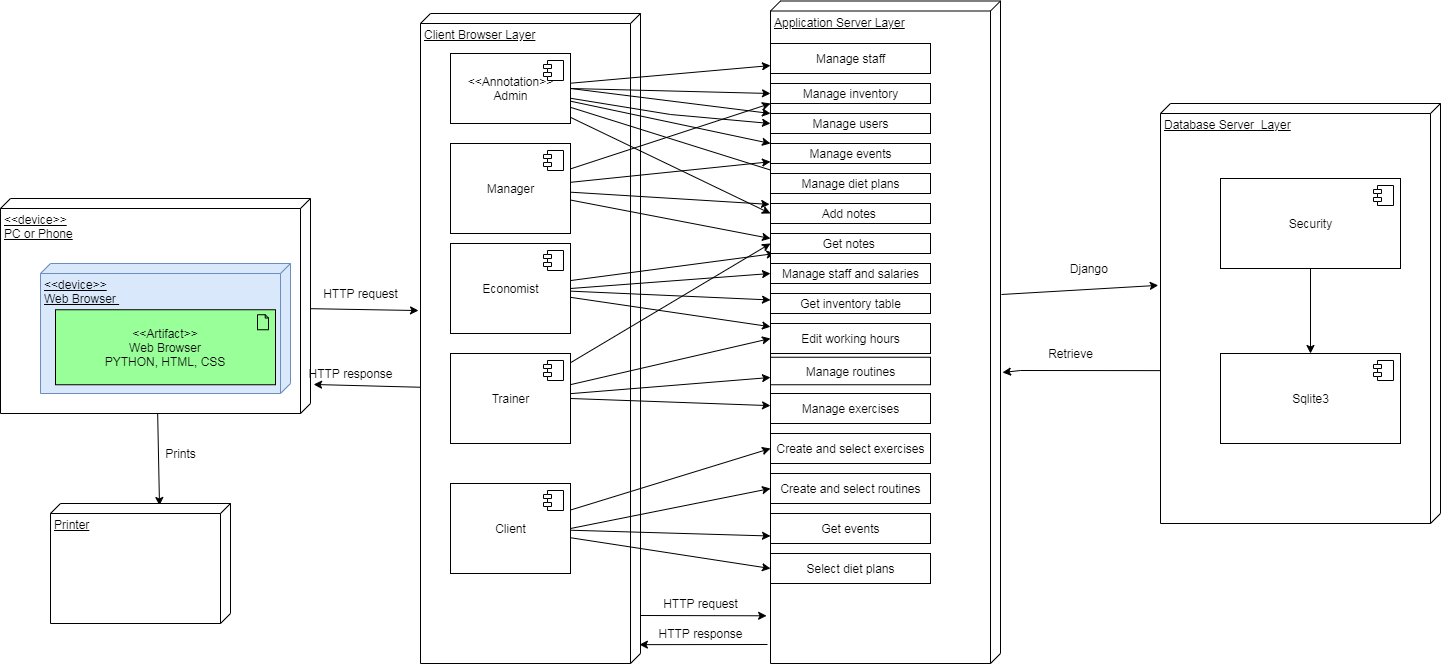 <<device>>
PC or Phone
<<device>>
Web Browser
<<Artifact>>
Web Browser
PYTHON, HTML, CSS
Prints
Printer
HTTP request
HTTP response
Client Browser Layer
<<Annotation>>
Admin
Manager
Economist
Trainer
Client
HTTP request
HTTP response
Application Server Layer
Manage staff
Manage inventory
Manage users
Manage events
Manage diet plans
Add notes
Get notes
Manage staff and salaries
Get inventory table
Edit working hours
Manage routines
Manage exercises
Create and select exercises
Create and select routines
Get events
Select diet plans
Django
Retrieve
Database Server Layer
Security
Sqlite3